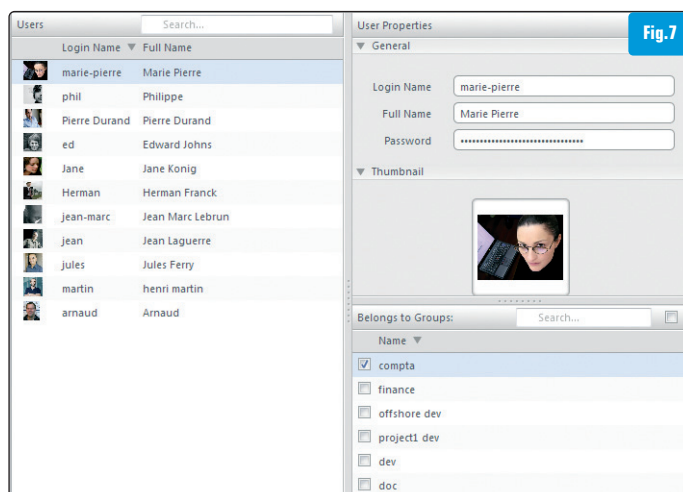 Users Search...
Login Name Full Name
marie-pierre Marie Pierre
phil Philippe
Pierre Durand Pierre Durand
ed Edward Johns
Jane Jane Konig
Herman Herman Franck
jean-marc Jean Marc Lebrun
jean Jean Laguerre
jules Jules Ferry
martin henri martin
arnaud Arnaud
User Properties
Fig.7
General
Login Name marie-pierre
Full Name Marie Pierre
Password ••••••••••••••••••••••••••••••••
Thumbnail
Belongs to Groups: Search...
Name
compta
finance
offshore dev
project1 dev
dev
doc